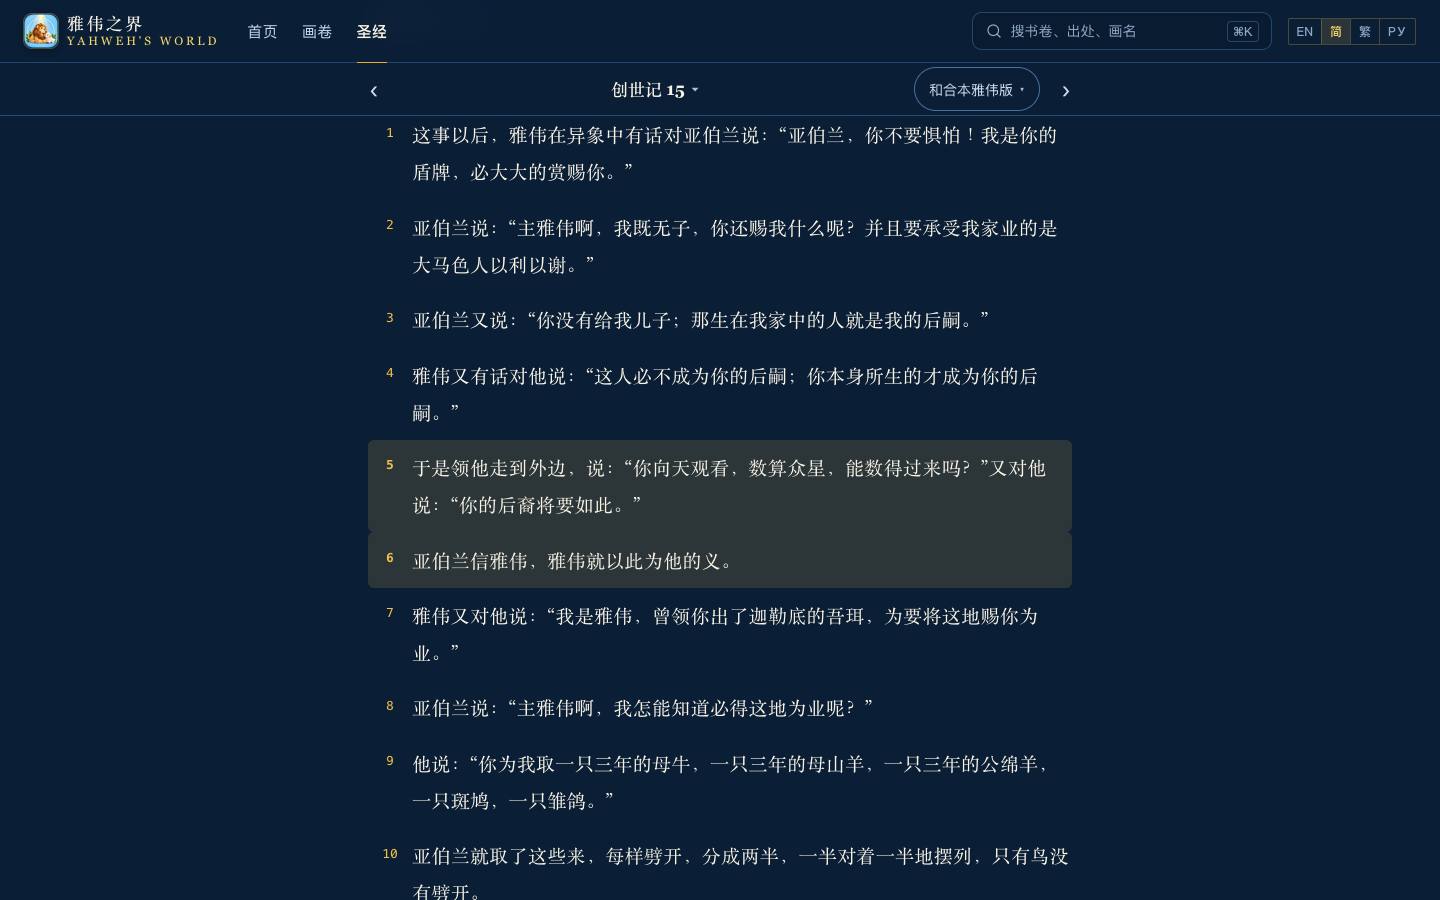 雅伟之界
YAHWEH'S WORLD
首页
画卷
圣经
搜书卷、出处、画名
⌘K
EN
简
繁
РУ
‹
创世记 15
和合本雅伟版
›
1 这事以后，雅伟在异象中有话对亚伯兰说：“亚伯兰，你不要惧怕！我是你的
盾牌，必大大的赏赐你。”
2 亚伯兰说：“主雅伟啊，我既无子，你还赐我什么呢？并且要承受我家业的是
大马色人以利以谢。”
3 亚伯兰又说：“你没有给我儿子；那生在我家中的人就是我的后嗣。”
4 雅伟又有话对他说：“这人必不成为你的后嗣；你本身所生的才成为你的后
嗣。”
5 于是领他走到外边，说：“你向天观看，数算众星，能数得过来吗？”又对他
说：“你的后裔将要如此。”
6 亚伯兰信雅伟，雅伟就以此为他的义。
7 雅伟又对他说：“我是雅伟，曾领你出了迦勒底的吾珥，为要将这地赐你为
业。”
8 亚伯兰说：“主雅伟啊，我怎能知道必得这地为业呢？”
9 他说：“你为我取一只三年的母牛，一只三年的母山羊，一只三年的公绵羊，
一只斑鸠，一只雏鸽。”
10 亚伯兰就取了这些来，每样劈开，分成两半，一半对着一半地摆列，只有鸟没
有劈开。